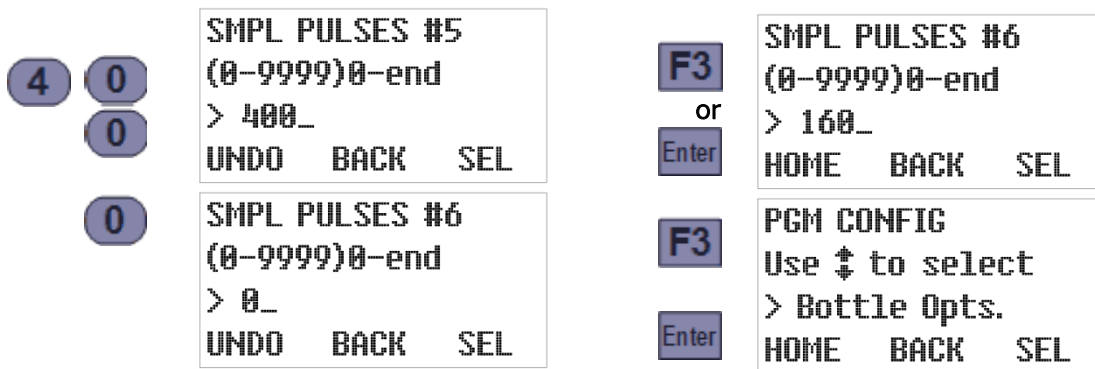 4 0
0
SMPL PULSES #5
(0-9999)0-end
> 400_
UNDO BACK SEL
F3
or
Enter
SMPL PULSES #6
(0-9999)0-end
> 160_
HOME BACK SEL
0
SMPL PULSES #6
(0-9999)0-end
> 0_
UNDO BACK SEL
F3
Enter
PGM CONFIG
Use ↕ to select
> Bottle Opts.
HOME BACK SEL